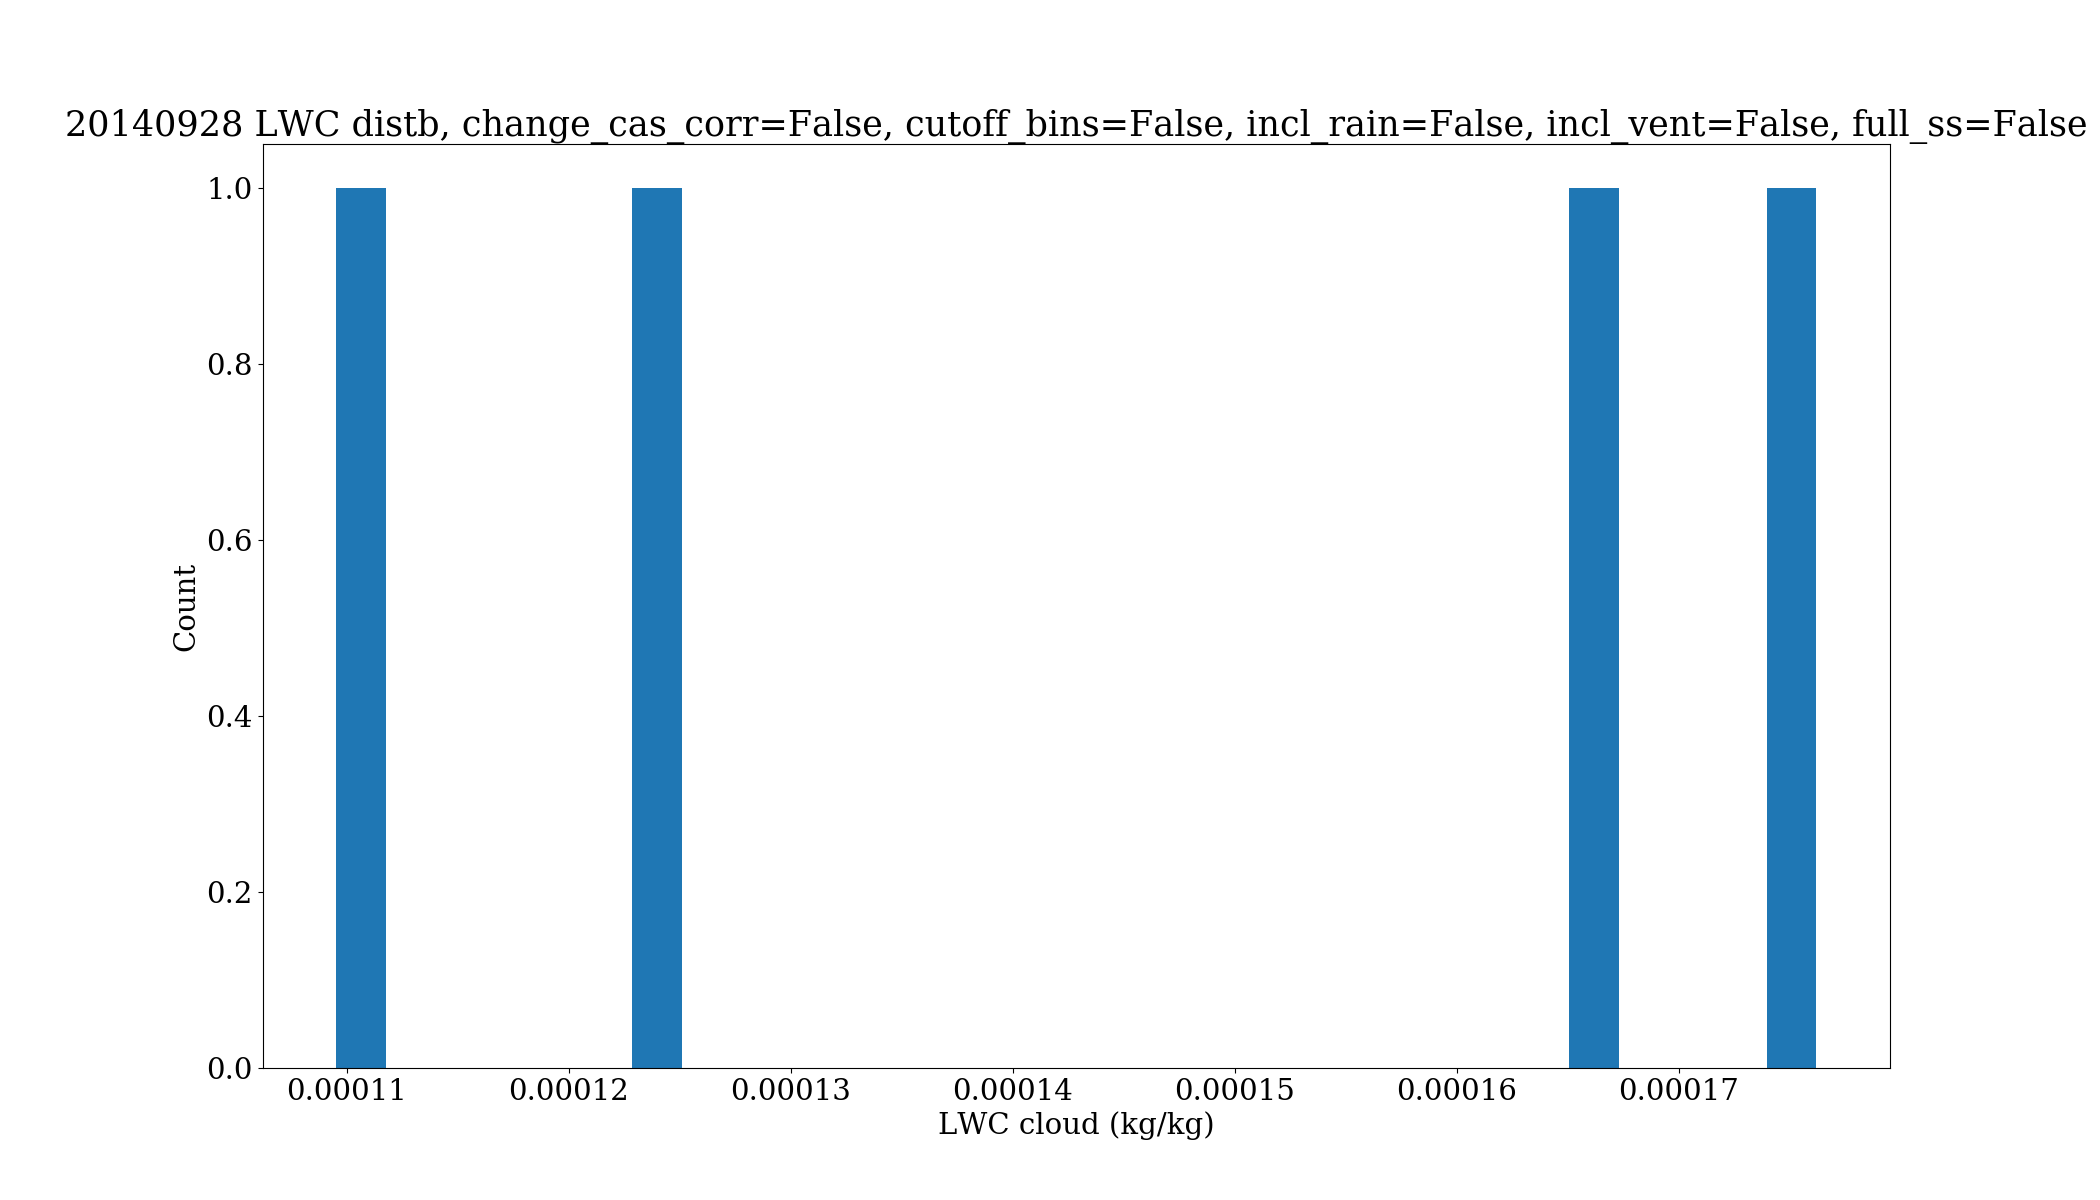 20140928 LWC distb, change_cas_corr=False, cutoff_bins=False, incl_rain=False, incl_vent=False, full_ss=False
1.0
0.8
0.6
0.4
0.2
0.0
Count
0.00011 0.00012 0.00013 0.00014 0.00015 0.00016 0.00017
LWC cloud (kg/kg)